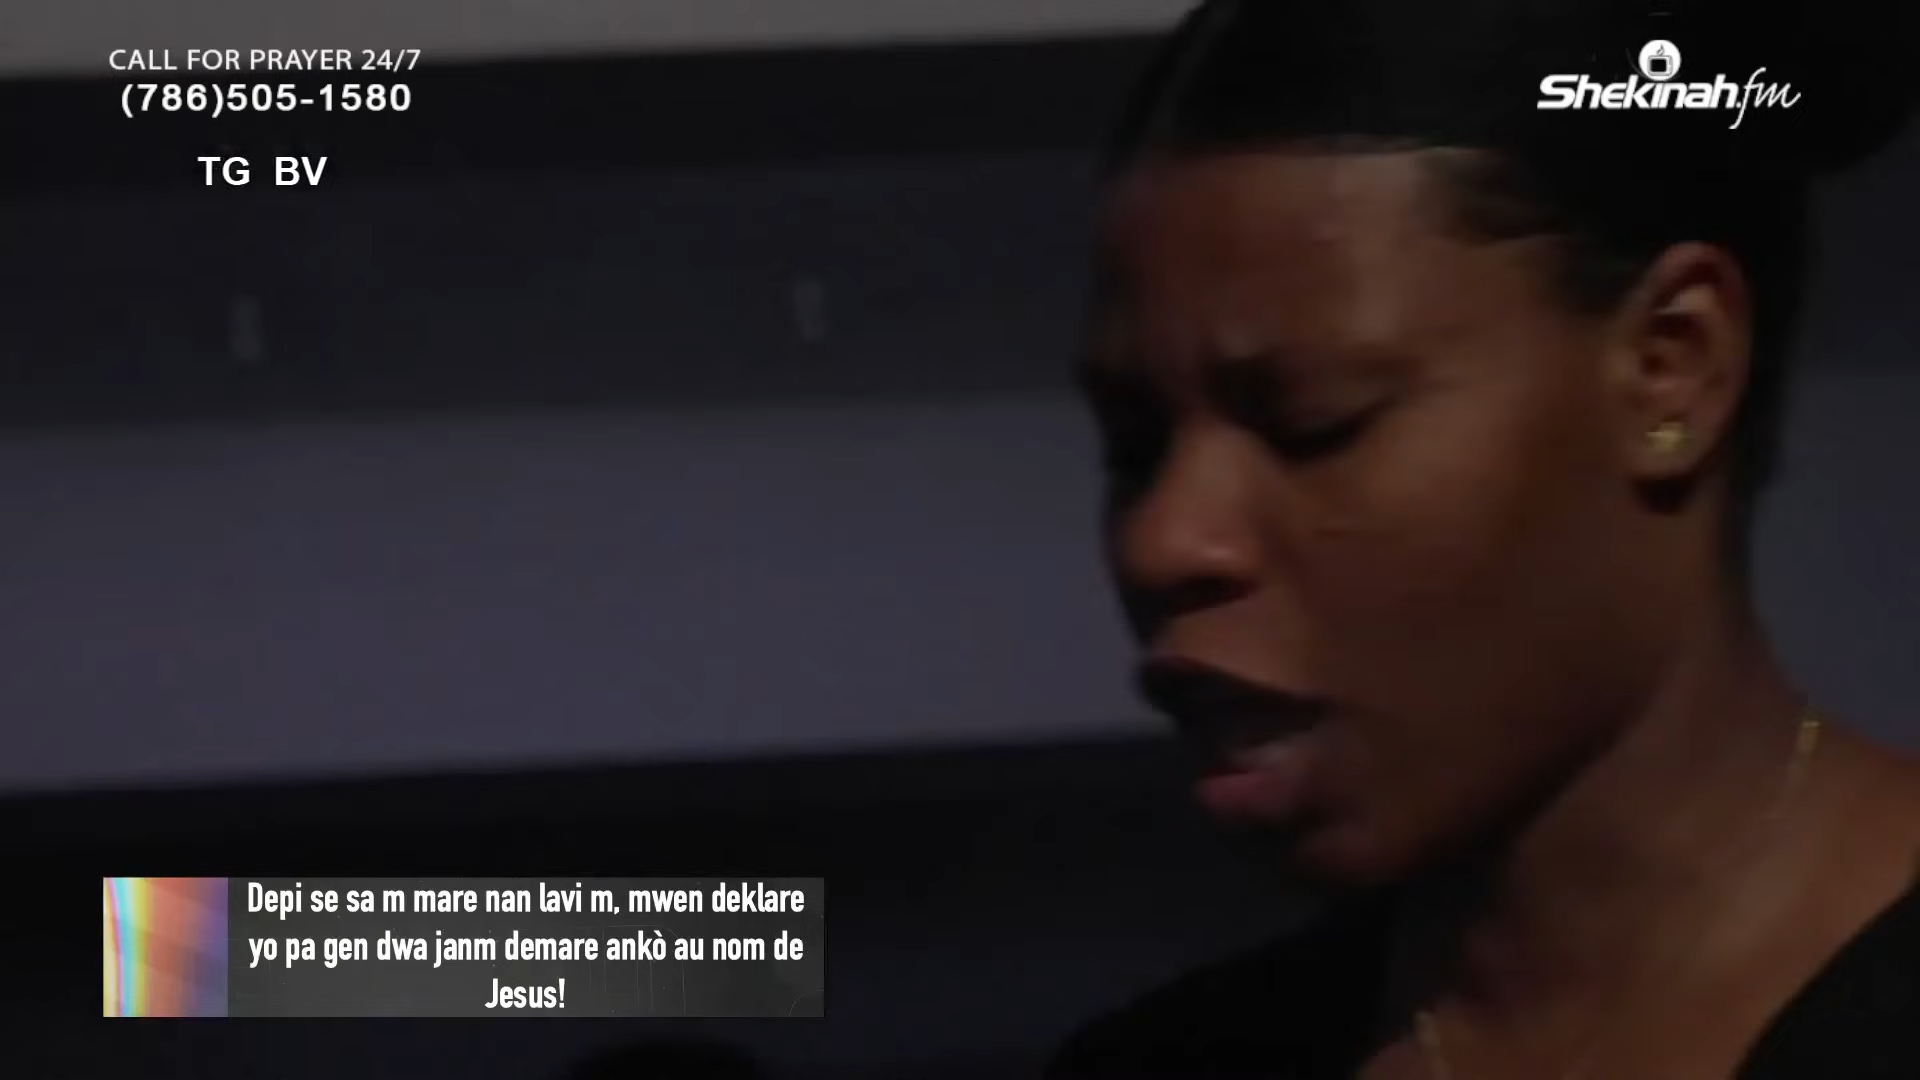 CALL FOR PRAYER 24/7
(786)505-1580
TG BV
Shekinah.fm
Depi se sa m mare nan lavi m, mwen deklare
yo pa gen dwa janm demare ankò au nom de
Jesus!